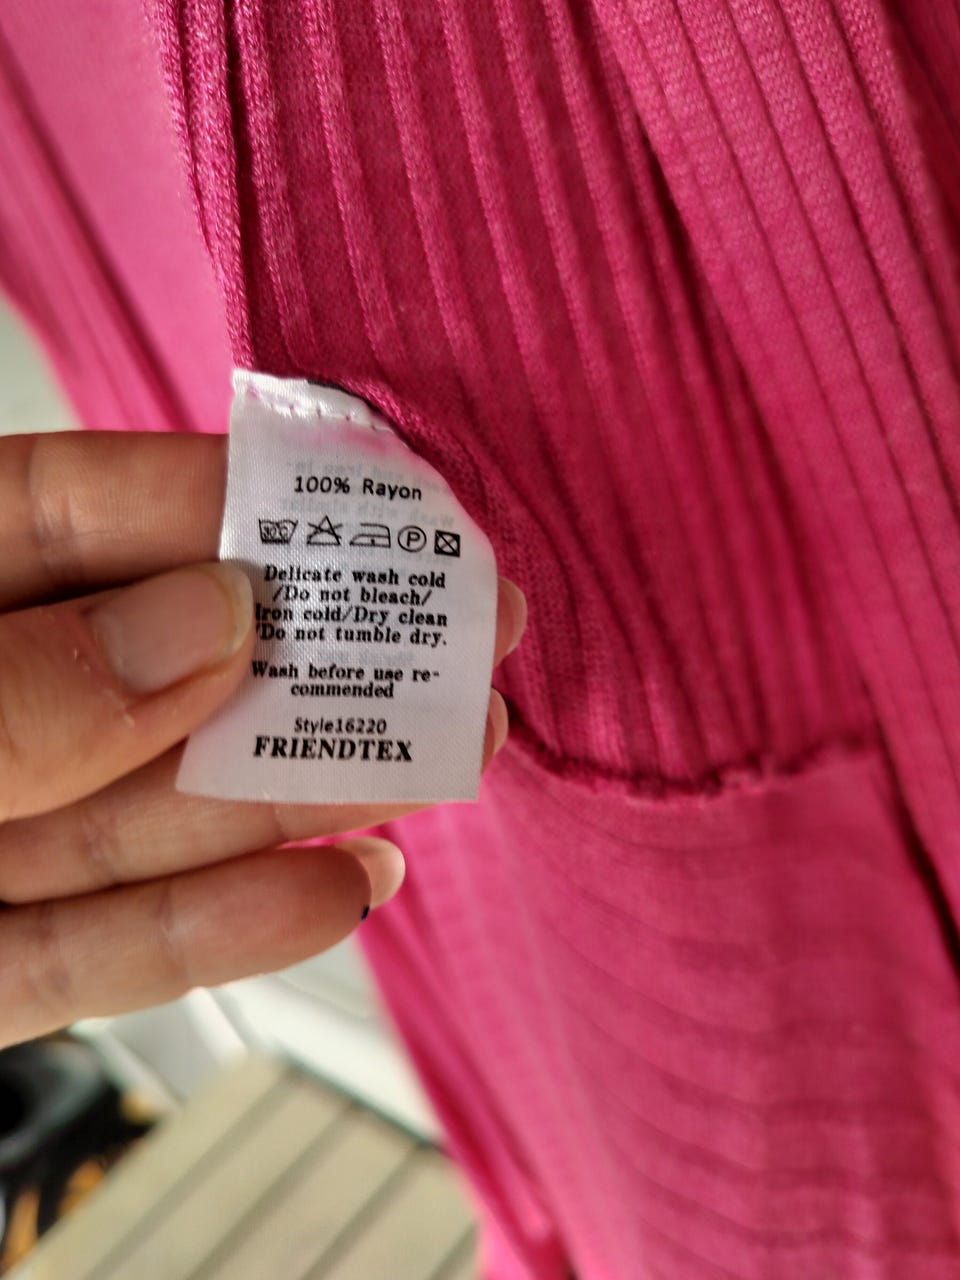 100% Rayon
30°C P
Delicate wash cold
/Do not bleach/
Iron cold/Dry clean
/Do not tumble dry.
Wash before use re-
commended
Style16220
FRIENDTEX